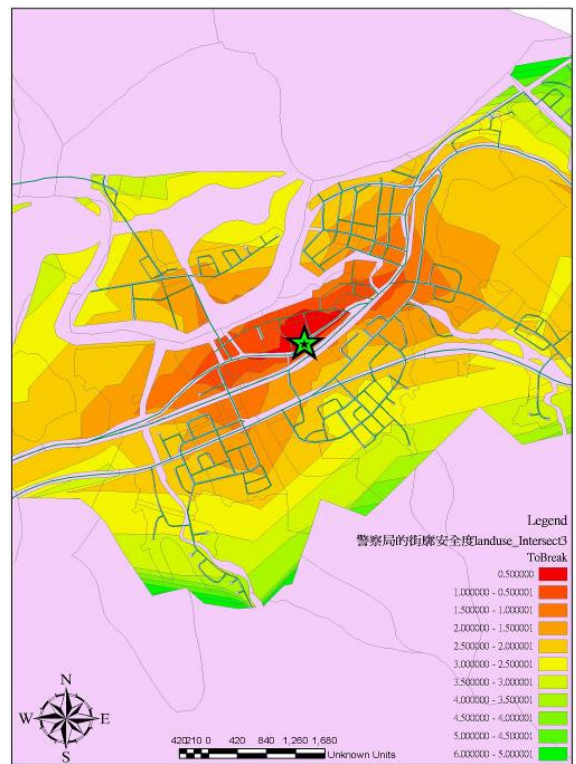 Legend
警察局的街廓安全度landuse_Intersect3
ToBreak
0.500000
1.000000 - 0.500001
1.500000 - 1.000001
2.000000 - 1.500001
2.500000 - 2.000001
3.000000 - 2.500001
3.500000 - 3.000001
4.000000 - 3.500001
4.500000 - 4.000001
5.000000 - 4.500001
6.000000 - 5.000001
N
W E
S
420 210 0 420 840 1,260 1,680
Unknown Units